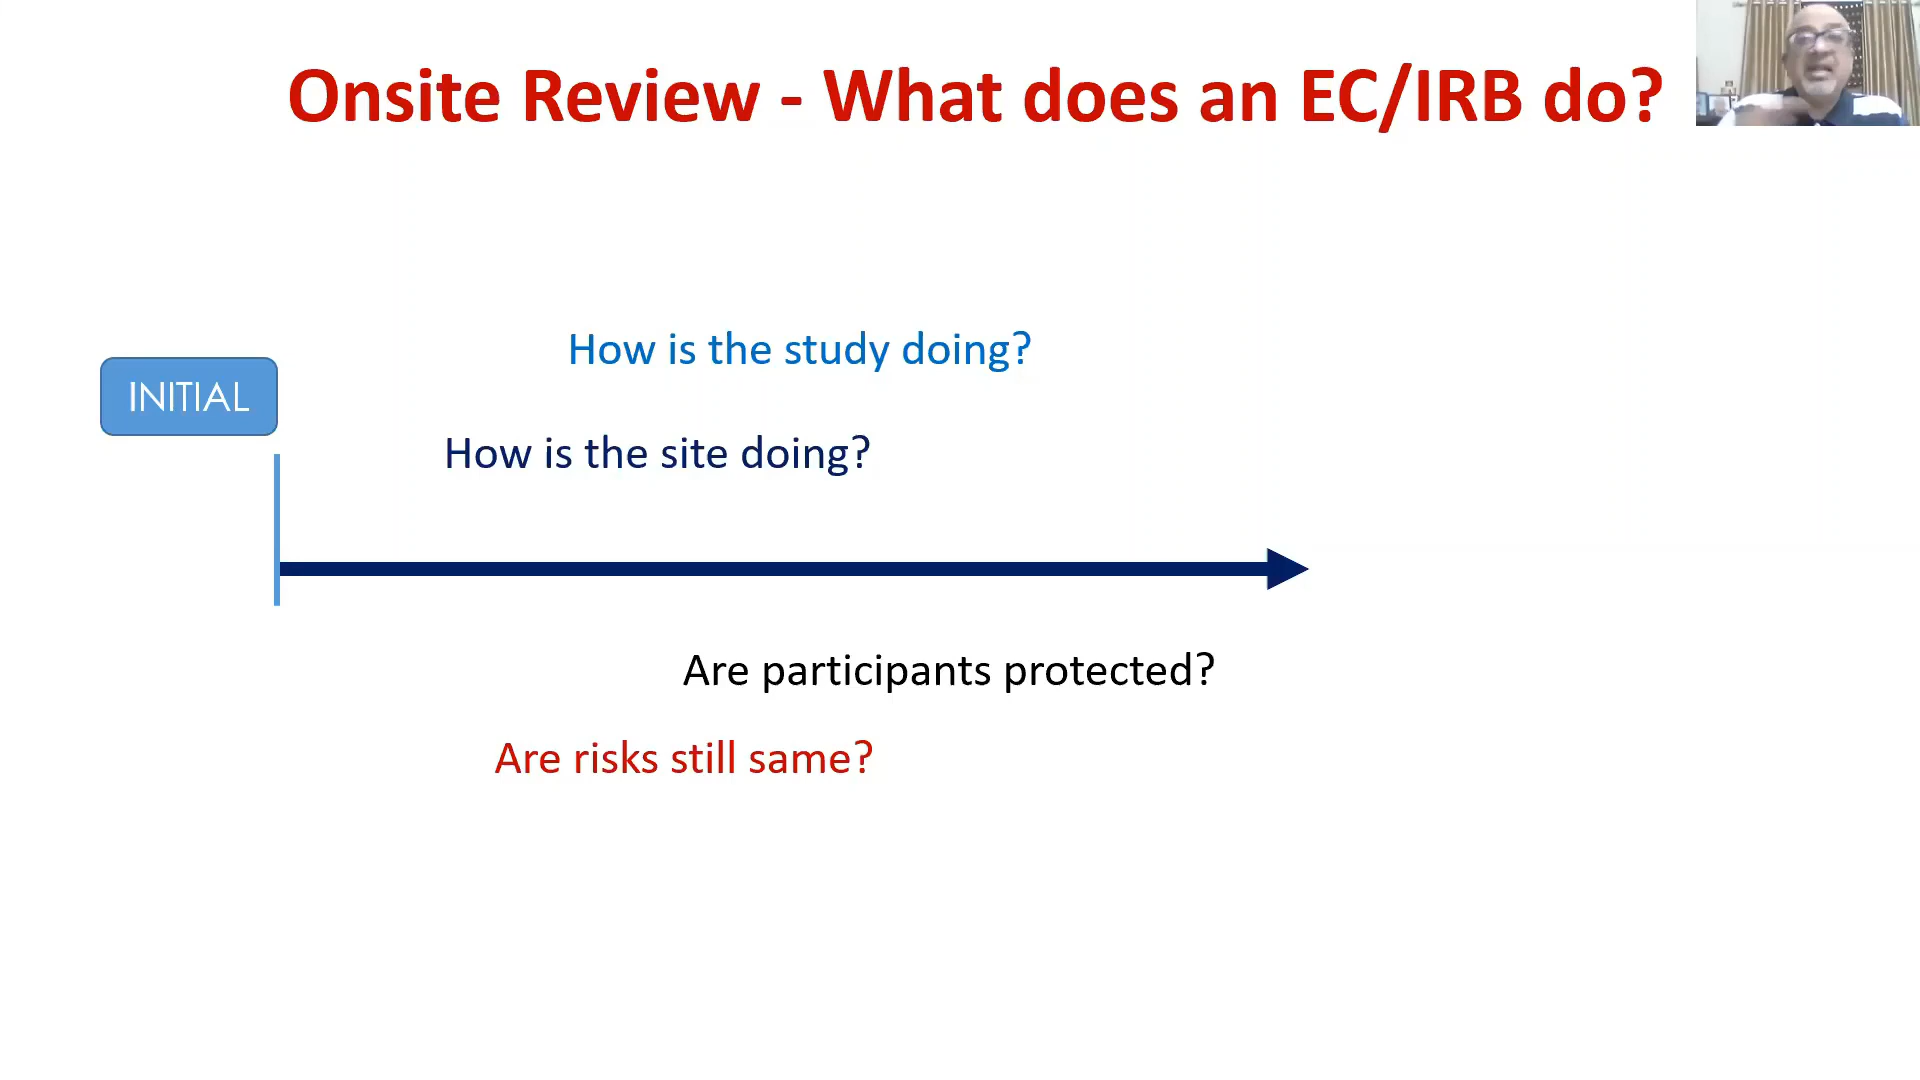 Onsite Review - What does an EC/IRB do?
How is the study doing?
INITIAL
How is the site doing?
Are participants protected?
Are risks still same?